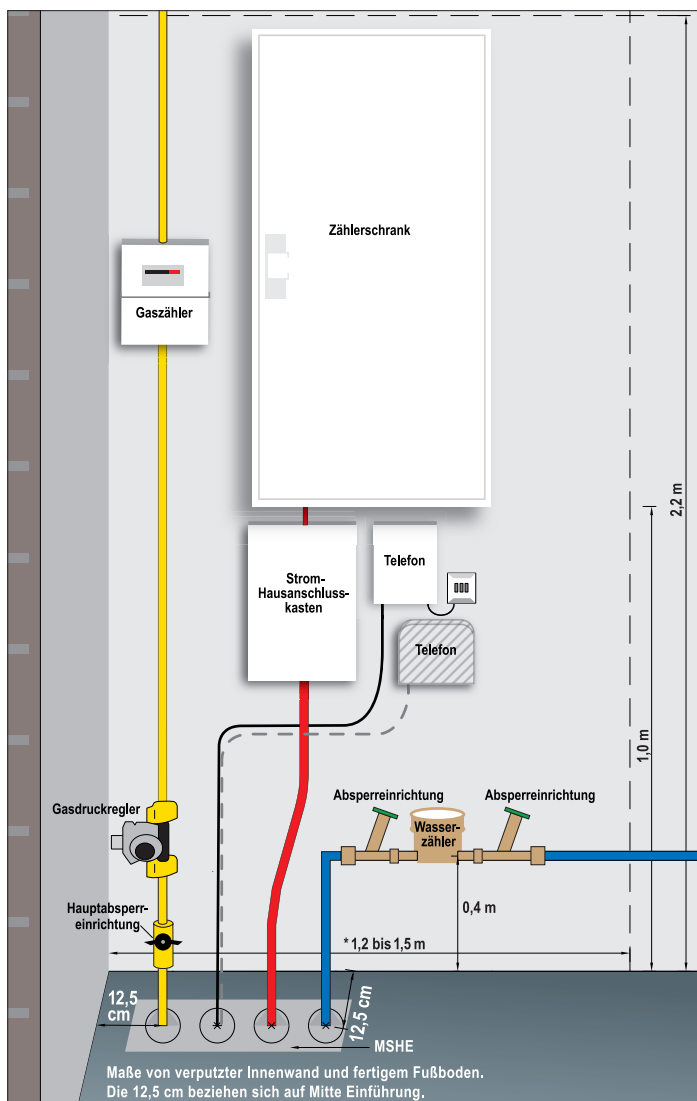 Zählerschrank
Gaszähler
2,2 m
Strom-
Hausanschluss-
kasten
Telefon
Telefon
1,0 m
Gasdruckregler
Absperreinrichtung
Absperreinrichtung
Wasser-
zähler
Hauptabsperr-
einrichtung
0,4 m
*1,2 bis 1,5 m
12,5
cm
12,5 cm
MSHE
Maße von verputzter Innenwand und fertigem Fußboden.
Die 12,5 cm beziehen sich auf Mitte Einführung.